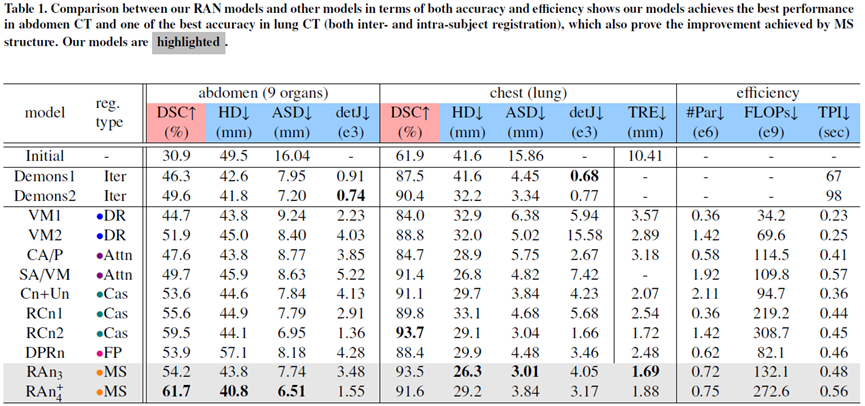 Table 1. Comparison between our RAN models and other models in terms of both accuracy and efficiency shows our models achieves the best performance
in abdomen CT and one of the best accuracy in lung CT (both inter- and intra-subject registration), which also prove the improvement achieved by MS
structure. Our models are highlighted .
model reg. type abdomen (9 organs) chest (lung) efficiency
DSC↑ HD↓ ASD↓ detJ↓ DSC↑ HD↓ ASD↓ detJ↓ TRE↓ #Par↓ FLOPs↓ TPI↓
(%) (mm) (mm) (e3) (%) (mm) (mm) (e3) (mm) (e6) (e9) (sec)
Initial - 30.9 49.5 16.04 - 61.9 41.6 15.86 - 10.41 - - -
Demons1 Iter 46.3 42.6 7.95 0.91 87.5 41.6 4.45 0.68 - - - 67
Demons2 Iter 49.6 41.8 7.20 0.74 90.4 32.2 3.34 0.77 - - - 98
VM1 •DR 44.7 43.8 9.24 2.23 84.0 32.9 6.38 5.94 3.57 0.36 34.2 0.23
VM2 •DR 51.9 45.0 8.40 4.03 88.8 32.0 5.02 15.58 2.89 1.42 69.6 0.25
CA/P •Attn 47.6 43.8 8.77 3.85 84.7 28.9 5.75 2.67 3.18 0.58 114.5 0.41
SA/VM •Attn 49.7 45.9 8.63 5.22 91.4 26.8 4.82 7.42 - 1.92 109.8 0.57
Cn+Un •Cas 53.6 44.6 7.84 4.13 91.1 29.7 3.84 4.23 2.07 2.11 94.7 0.36
RCn1 •Cas 55.6 44.9 7.79 2.91 89.8 33.1 4.68 5.68 2.54 0.36 219.2 0.44
RCn2 •Cas 59.5 44.1 6.95 1.36 93.7 29.1 3.04 1.66 1.72 1.42 308.7 0.45
DPRn •FP 53.9 57.1 8.18 4.28 88.4 29.9 4.48 3.46 2.48 0.62 82.1 0.46
RAn₃ •MS 54.2 43.8 7.74 3.48 93.5 26.3 3.01 4.05 1.69 0.72 132.1 0.48
RAn₄⁺ •MS 61.7 40.8 6.51 1.55 91.6 29.2 3.84 3.17 1.88 0.75 272.6 0.56